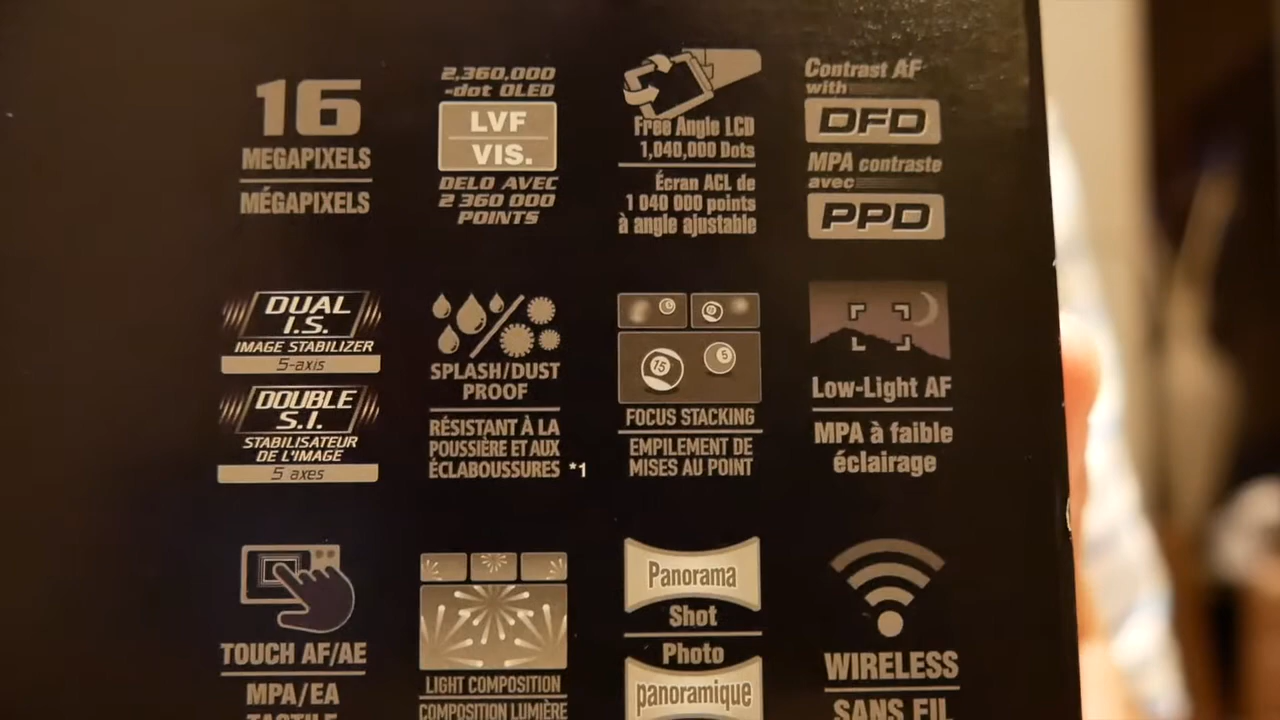 16
MEGAPIXELS
MÉGAPIXELS
2,360,000
-dot OLED
LVF
VIS.
DELO AVEC
2 360 000
POINTS
Free Angle LCD
1,040,000 Dots
Écran ACL de
1 040 000 points
à angle ajustable
Contrast AF
with
DFD
MPA contraste
avec
PPD
DUAL
I.S.
IMAGE STABILIZER
5-axis
DOUBLE
S.I.
STABILISATEUR
DE L'IMAGE
5 axes
SPLASH/DUST
PROOF
RÉSISTANT À LA
POUSSIÈRE ET AUX
ÉCLABOUSSURES *1
15
5
FOCUS STACKING
EMPILEMENT DE
MISES AU POINT
Low-Light AF
MPA à faible
éclairage
TOUCH AF/AE
MPA/EA
TACTILE
LIGHT COMPOSITION
COMPOSITION LUMIÈRE
Panorama
Shot
Photo
panoramique
WIRELESS
SANS FIL